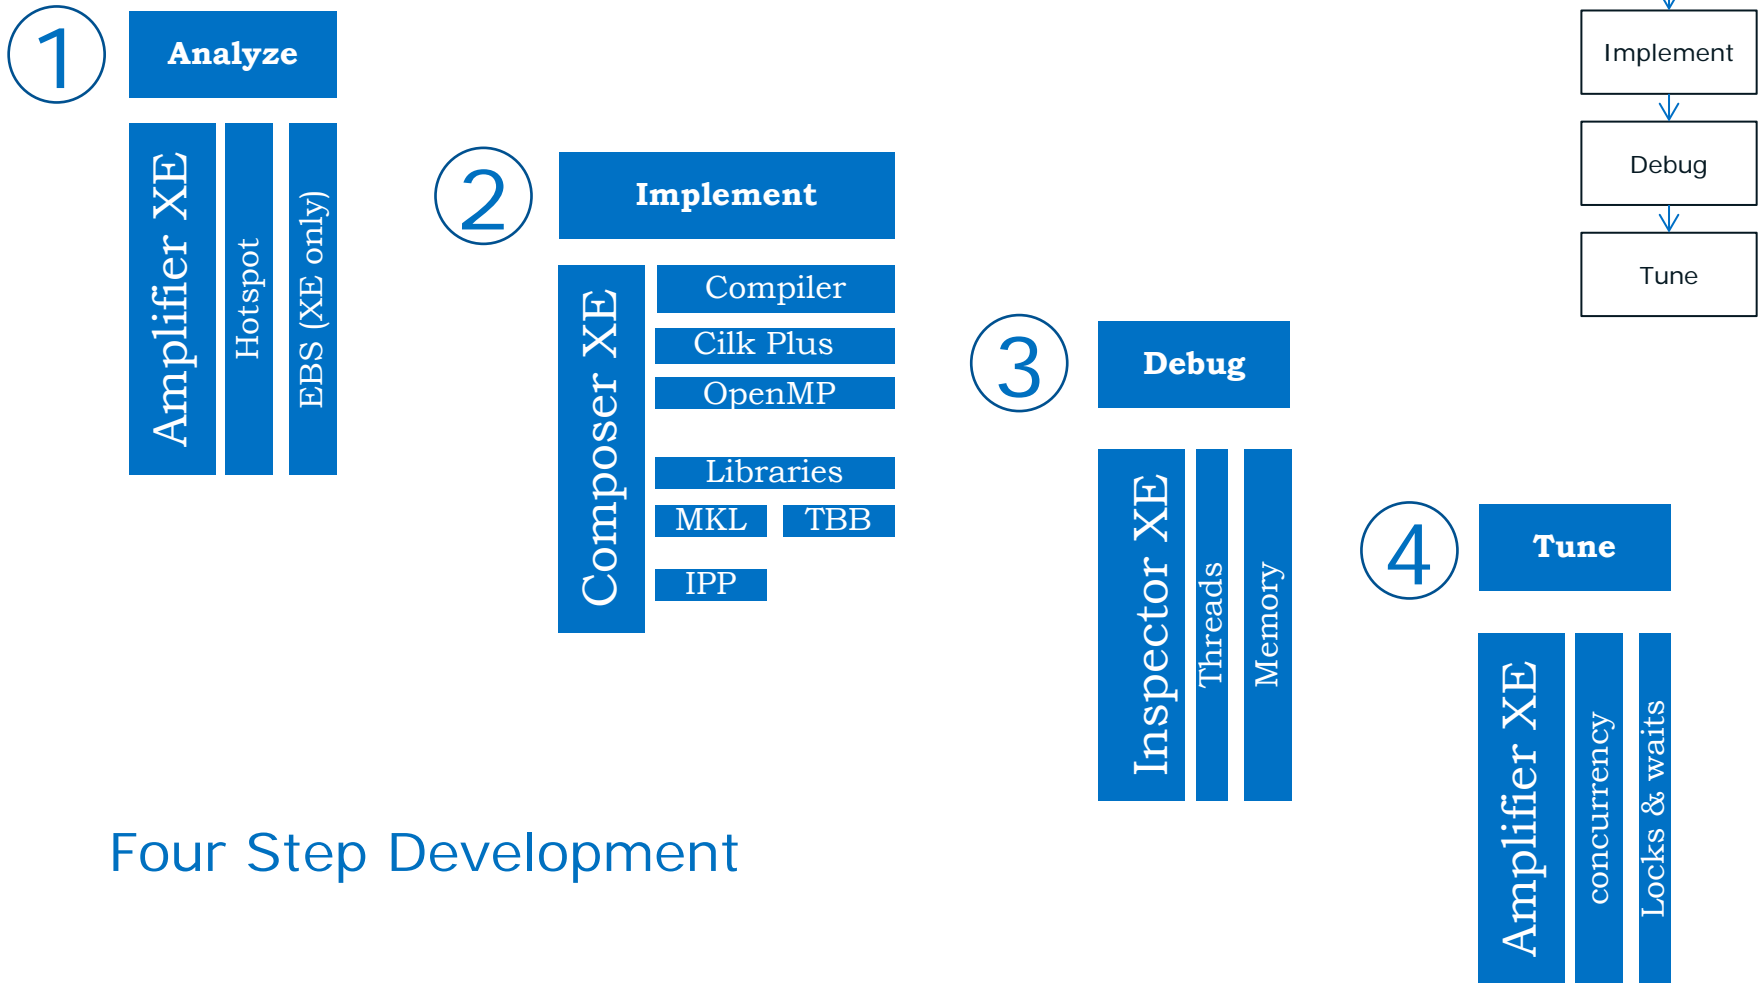 1
Analyze
Amplifier XE
Hotspot
EBS (XE only)
2
Implement
Composer XE
Compiler
Cilk Plus
OpenMP
Libraries
MKL
TBB
IPP
3
Debug
Inspector XE
Threads
Memory
4
Tune
Amplifier XE
concurrency
Locks & waits
Implement
Debug
Tune
Four Step Development